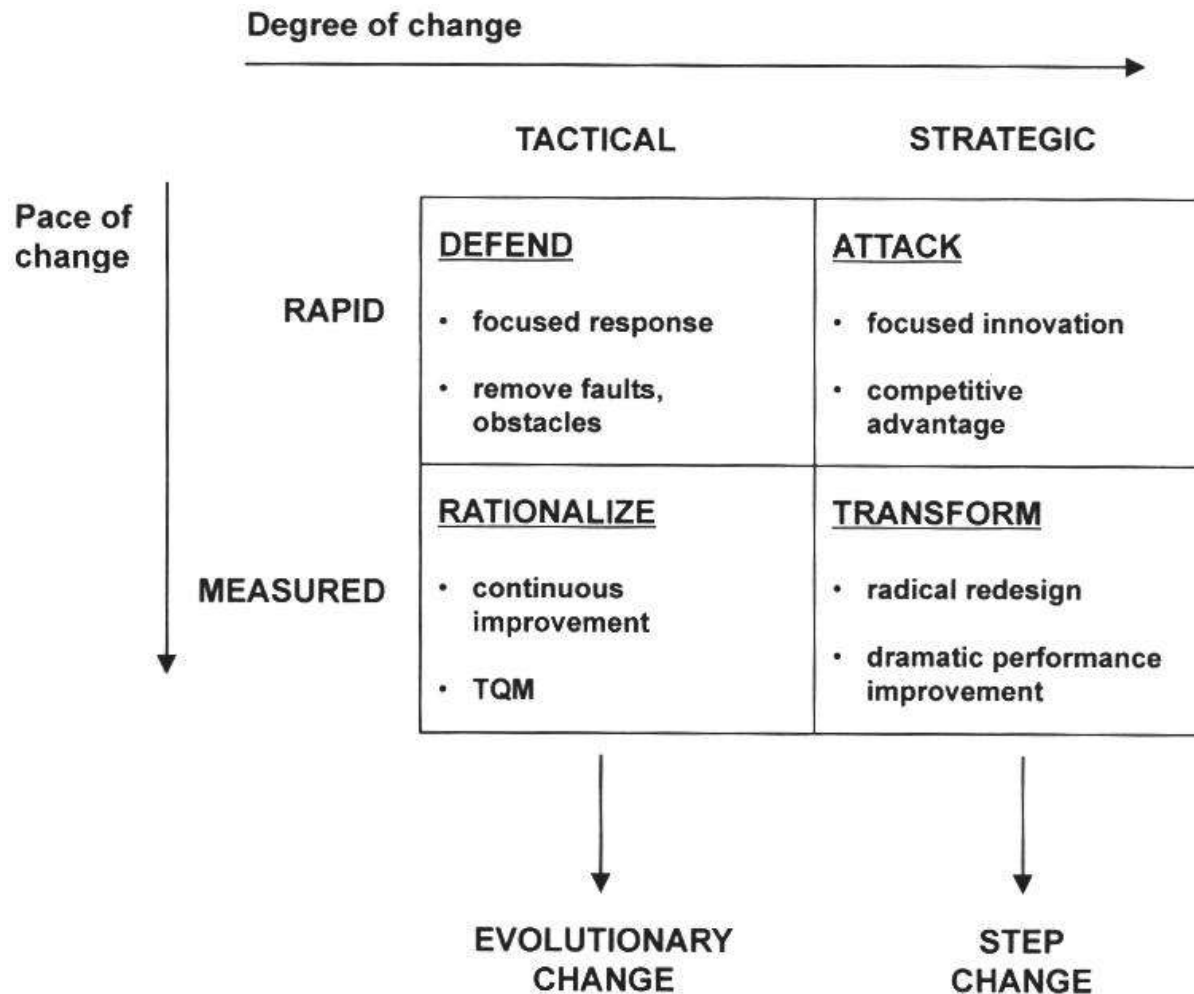 Degree of change
TACTICAL
STRATEGIC
Pace of
change
RAPID
DEFEND
• focused response
• remove faults,
obstacles
ATTACK
• focused innovation
• competitive
advantage
MEASURED
RATIONALIZE
• continuous
improvement
• TQM
TRANSFORM
• radical redesign
• dramatic performance
improvement
EVOLUTIONARY
CHANGE
STEP
CHANGE